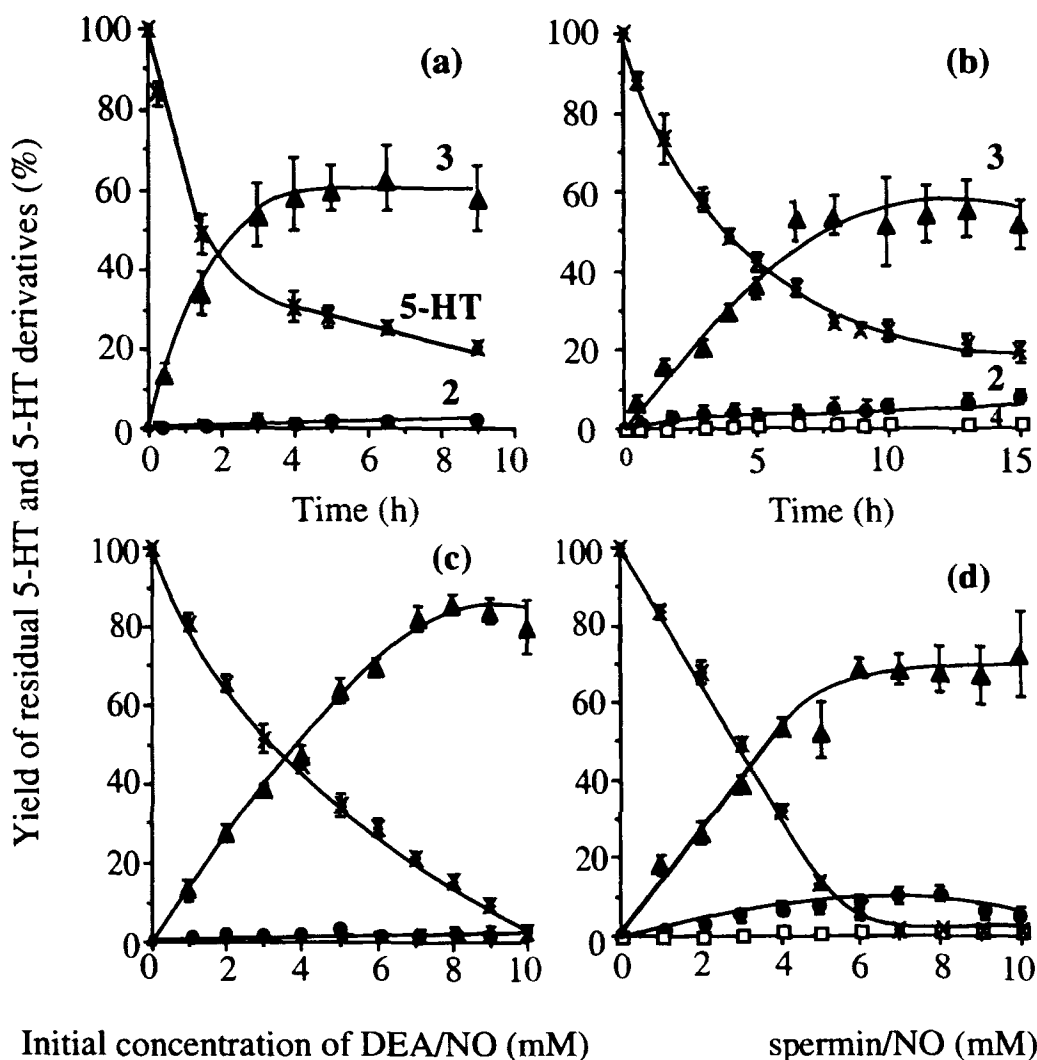 Yield of residual 5-HT and 5-HT derivatives (%)
100
80
60
40
20
0
(a)
3
5-HT
2
0 2 4 6 8 10
Time (h)
100
80
60
40
20
0
(b)
3
2
4
0 5 10 15
Time (h)
100
80
60
40
20
0
(c)
0 2 4 6 8 10
Initial concentration of DEA/NO (mM)
100
80
60
40
20
0
(d)
0 2 4 6 8 10
spermin/NO (mM)